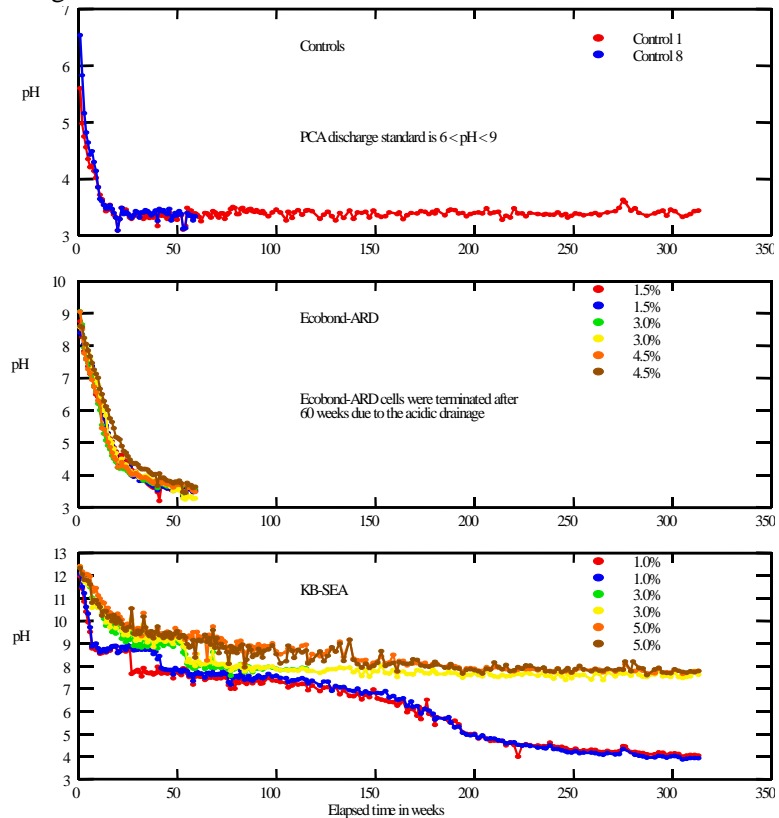 7
Controls
Control 1
Control 8
6
pH
5
PCA discharge standard is 6 < pH < 9
4
3
0 50 100 150 200 250 300 350
10
Ecobond-ARD
1.5%
1.5%
3.0%
3.0%
4.5%
4.5%
9
8
pH
7
Ecobond-ARD cells were terminated after
60 weeks due to the acidic drainage
6
5
4
3
0 50 100 150 200 250 300 350
13
KB-SEA
1.0%
1.0%
3.0%
3.0%
5.0%
5.0%
12
11
10
pH
9
8
7
6
5
4
3
0 50 100 150 200 250 300 350
Elapsed time in weeks